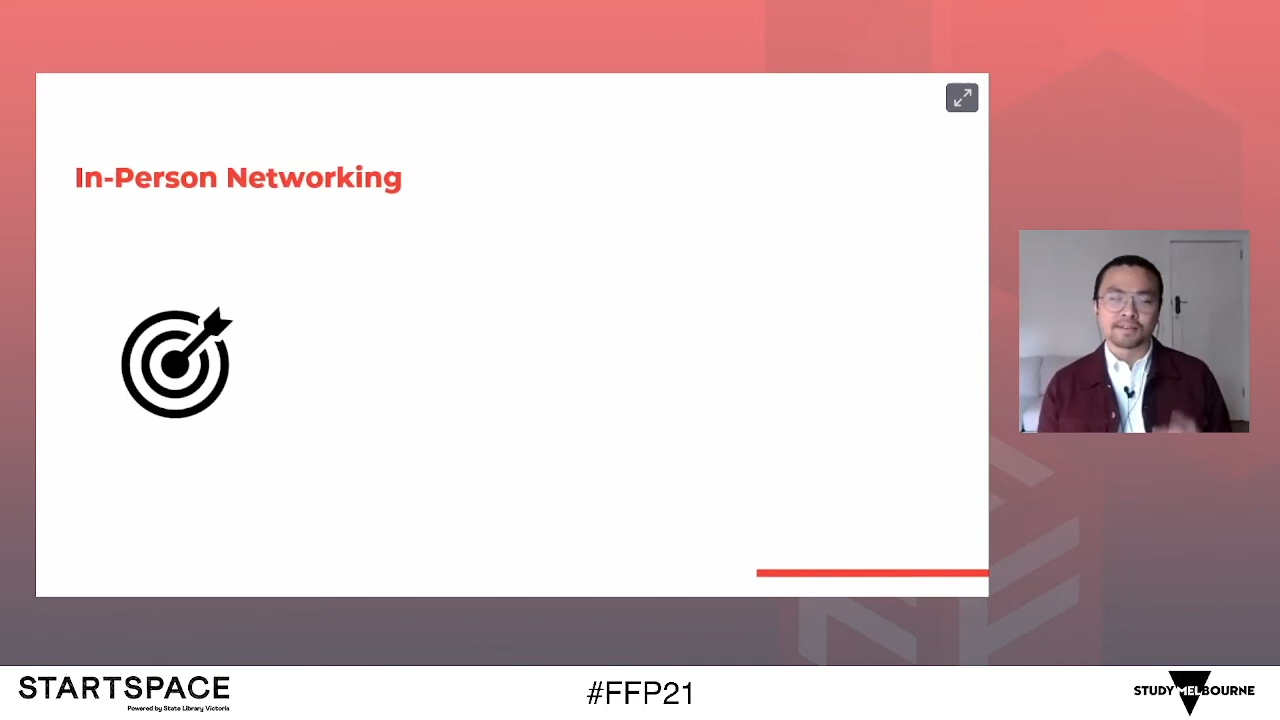 In-Person Networking
STARTSPACE
Powered by State Library Victoria
#FFP21
STUDY MELBOURNE